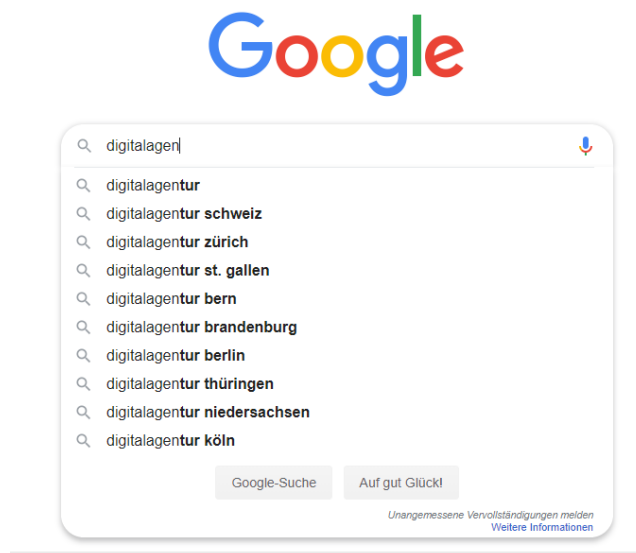 Google
digitalagen
digitalagentur
digitalagentur schweiz
digitalagentur zürich
digitalagentur st. gallen
digitalagentur bern
digitalagentur brandenburg
digitalagentur berlin
digitalagentur thüringen
digitalagentur niedersachsen
digitalagentur köln
Google-Suche Auf gut Glück!
Unangemessene Vervollständigungen melden
Weitere Informationen